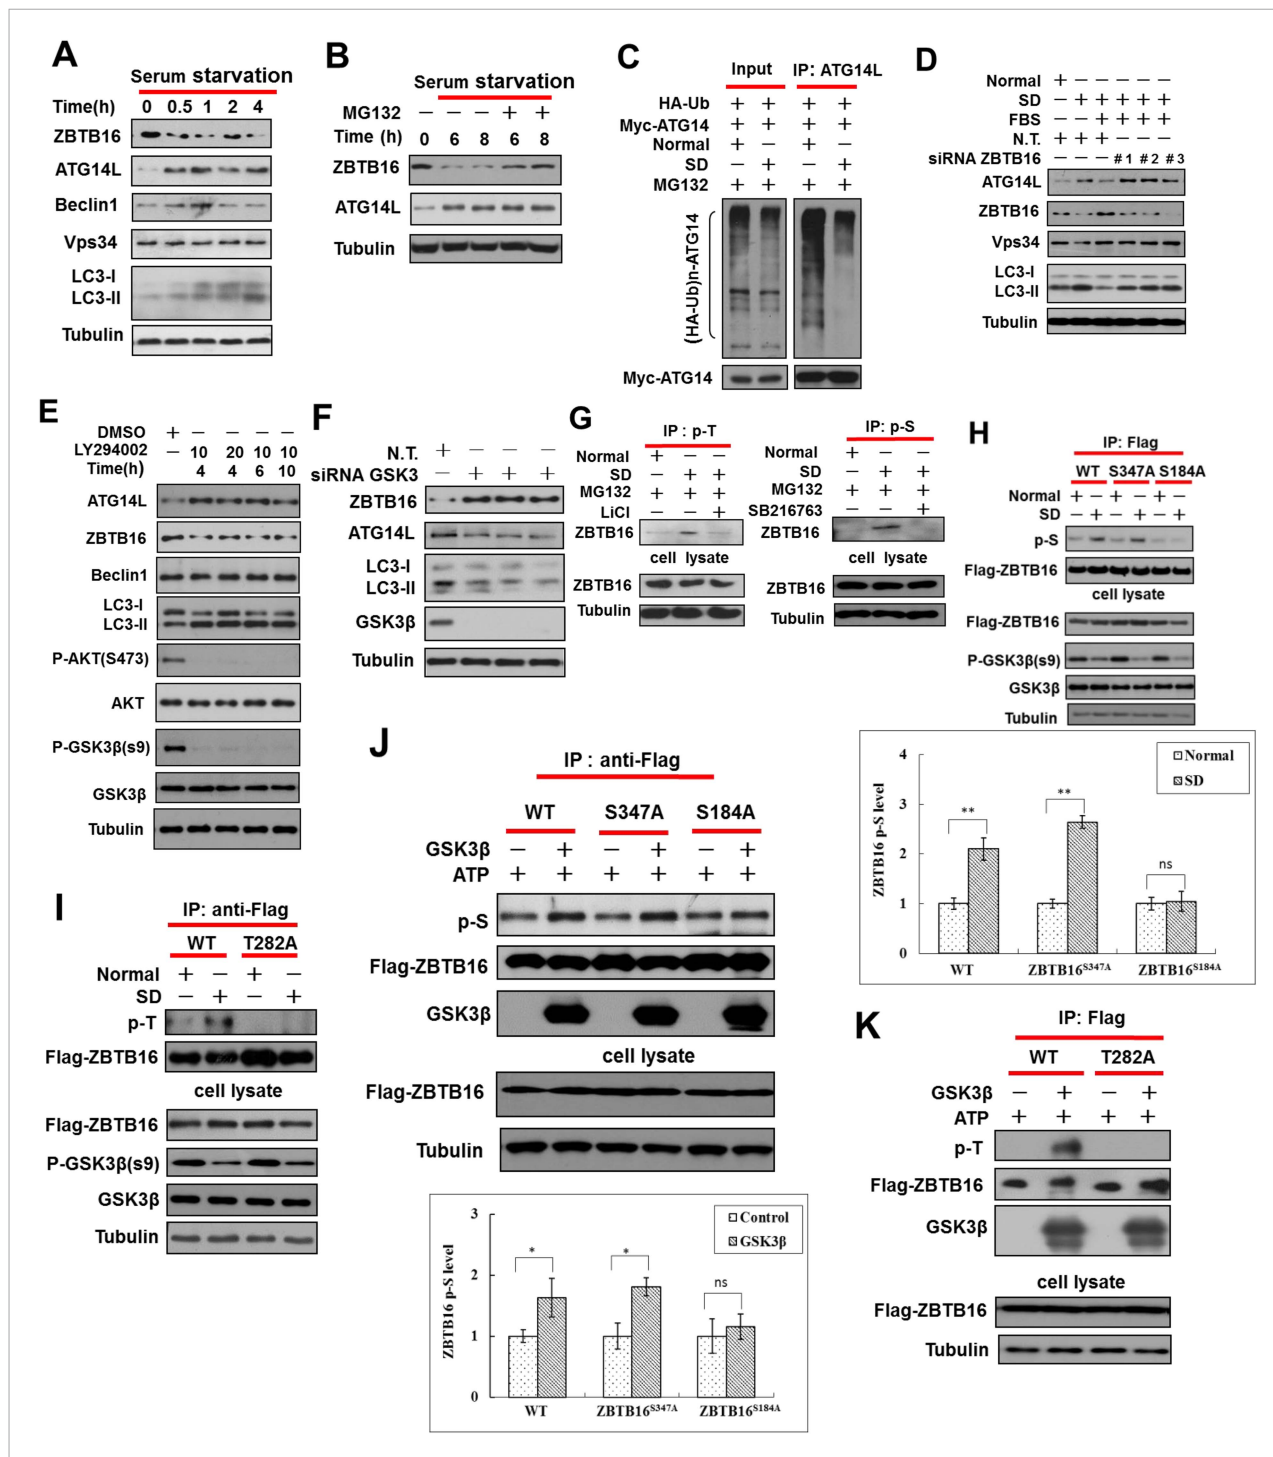 A
Serum starvation
Time(h) 0 0.5 1 2 4
ZBTB16
ATG14L
Beclin1
Vps34
LC3-I
LC3-II
Tubulin
B
Serum starvation
MG132 − − − + +
Time (h) 0 6 8 6 8
ZBTB16
ATG14L
Tubulin
C
Input IP: ATG14L
HA-Ub + + + +
Myc-ATG14 + + + +
Normal + − + −
SD − + − +
MG132 + + + +
(HA-Ub)n-ATG14
Myc-ATG14
D
Normal + − − − − −
SD − + + + + +
FBS − − + + + +
N.T. + + + − − −
siRNA ZBTB16 − − − #1 #2 #3
ATG14L
ZBTB16
Vps34
LC3-I
LC3-II
Tubulin
E
DMSO + − − − −
LY294002 − 10 20 10 10
Time(h) − 4 4 6 10
ATG14L
ZBTB16
Beclin1
LC3-I
LC3-II
P-AKT(S473)
AKT
P-GSK3β(s9)
GSK3β
Tubulin
F
N.T. + − − −
siRNA GSK3 − + + +
ZBTB16
ATG14L
LC3-I
LC3-II
GSK3β
Tubulin
G
IP : p-T
Normal + − −
SD − + +
MG132 + + +
LiCl − − +
ZBTB16
cell lysate
ZBTB16
Tubulin
IP: p-S
Normal + − −
SD − + +
MG132 + + +
SB216763 − − +
ZBTB16
cell lysate
ZBTB16
Tubulin
H
IP: Flag
WT S347A S184A
Normal + − + − + −
SD − + − + − +
p-S
Flag-ZBTB16
cell lysate
Flag-ZBTB16
P-GSK3β(s9)
GSK3β
Tubulin
ZBTB16 p-S level
4
3
2
1
0
Normal
SD
**
**
ns
WT ZBTB16S347A ZBTB16S184A
I
IP: anti-Flag
WT T282A
Normal + − + −
SD − + − +
p-T
Flag-ZBTB16
cell lysate
Flag-ZBTB16
P-GSK3β(s9)
GSK3β
Tubulin
J
IP : anti-Flag
WT S347A S184A
GSK3β − + − + − +
ATP + + + + + +
p-S
Flag-ZBTB16
GSK3β
cell lysate
Flag-ZBTB16
Tubulin
ZBTB16 p-S level
3
2
1
0
Control
GSK3β
*
*
ns
WT ZBTB16S347A ZBTB16S184A
K
IP: Flag
WT T282A
GSK3β − + − +
ATP + + + +
p-T
Flag-ZBTB16
GSK3β
cell lysate
Flag-ZBTB16
Tubulin